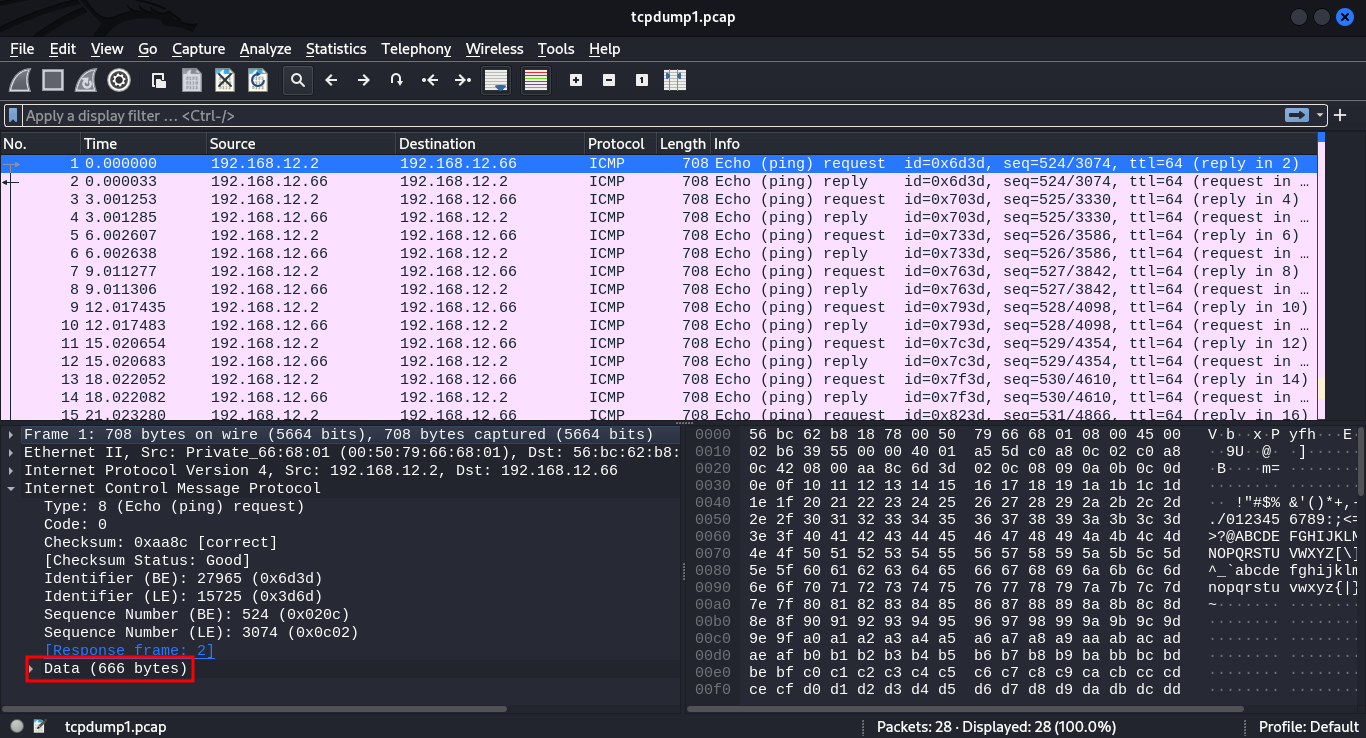 tcpdump1.pcap
File Edit View Go Capture Analyze Statistics Telephony Wireless Tools Help
Apply a display filter … <Ctrl-/>
No. Time Source Destination Protocol Length Info
1 0.000000 192.168.12.2 192.168.12.66 ICMP 708 Echo (ping) request id=0x6d3d, seq=524/3074, ttl=64 (reply in 2)
2 0.000033 192.168.12.66 192.168.12.2 ICMP 708 Echo (ping) reply id=0x6d3d, seq=524/3074, ttl=64 (request in …
3 3.001253 192.168.12.2 192.168.12.66 ICMP 708 Echo (ping) request id=0x703d, seq=525/3330, ttl=64 (reply in 4)
4 3.001285 192.168.12.66 192.168.12.2 ICMP 708 Echo (ping) reply id=0x703d, seq=525/3330, ttl=64 (request in …
5 6.002607 192.168.12.2 192.168.12.66 ICMP 708 Echo (ping) request id=0x733d, seq=526/3586, ttl=64 (reply in 6)
6 6.002638 192.168.12.66 192.168.12.2 ICMP 708 Echo (ping) reply id=0x733d, seq=526/3586, ttl=64 (request in …
7 9.011277 192.168.12.2 192.168.12.66 ICMP 708 Echo (ping) request id=0x763d, seq=527/3842, ttl=64 (reply in 8)
8 9.011306 192.168.12.66 192.168.12.2 ICMP 708 Echo (ping) reply id=0x763d, seq=527/3842, ttl=64 (request in …
9 12.017435 192.168.12.2 192.168.12.66 ICMP 708 Echo (ping) request id=0x793d, seq=528/4098, ttl=64 (reply in 10)
10 12.017483 192.168.12.66 192.168.12.2 ICMP 708 Echo (ping) reply id=0x793d, seq=528/4098, ttl=64 (request in …
11 15.020654 192.168.12.2 192.168.12.66 ICMP 708 Echo (ping) request id=0x7c3d, seq=529/4354, ttl=64 (reply in 12)
12 15.020683 192.168.12.66 192.168.12.2 ICMP 708 Echo (ping) reply id=0x7c3d, seq=529/4354, ttl=64 (request in …
13 18.022052 192.168.12.2 192.168.12.66 ICMP 708 Echo (ping) request id=0x7f3d, seq=530/4610, ttl=64 (reply in 14)
14 18.022082 192.168.12.66 192.168.12.2 ICMP 708 Echo (ping) reply id=0x7f3d, seq=530/4610, ttl=64 (request in …
15 21.023280 192.168.12.2 192.168.12.66 ICMP 708 Echo (ping) request id=0x823d, seq=531/4866, ttl=64 (reply in 16)
Frame 1: 708 bytes on wire (5664 bits), 708 bytes captured (5664 bits)
Ethernet II, Src: Private_66:68:01 (00:50:79:66:68:01), Dst: 56:bc:62:b8:
Internet Protocol Version 4, Src: 192.168.12.2, Dst: 192.168.12.66
Internet Control Message Protocol
Type: 8 (Echo (ping) request)
Code: 0
Checksum: 0xaa8c [correct]
[Checksum Status: Good]
Identifier (BE): 27965 (0x6d3d)
Identifier (LE): 15725 (0x3d6d)
Sequence Number (BE): 524 (0x020c)
Sequence Number (LE): 3074 (0x0c02)
[Response frame: 2]
Data (666 bytes)
0000 56 bc 62 b8 18 78 00 50 79 66 68 01 08 00 45 00 V·b··x·P yfh···E·
0010 02 b6 39 55 00 00 40 01 a5 5d c0 a8 0c 02 c0 a8 ··9U··@· ·]······
0020 0c 42 08 00 aa 8c 6d 3d 02 0c 08 09 0a 0b 0c 0d ·B····m= ········
0030 0e 0f 10 11 12 13 14 15 16 17 18 19 1a 1b 1c 1d ········ ········
0040 1e 1f 20 21 22 23 24 25 26 27 28 29 2a 2b 2c 2d ·· !"#$% &'()*+,-
0050 2e 2f 30 31 32 33 34 35 36 37 38 39 3a 3b 3c 3d ./012345 6789:;<=
0060 3e 3f 40 41 42 43 44 45 46 47 48 49 4a 4b 4c 4d >?@ABCDE FGHIJKLM
0070 4e 4f 50 51 52 53 54 55 56 57 58 59 5a 5b 5c 5d NOPQRSTU VWXYZ[\]
0080 5e 5f 60 61 62 63 64 65 66 67 68 69 6a 6b 6c 6d ^_`abcde fghijklm
0090 6e 6f 70 71 72 73 74 75 76 77 78 79 7a 7b 7c 7d nopqrstu vwxyz{|}
00a0 7e 7f 80 81 82 83 84 85 86 87 88 89 8a 8b 8c 8d ~······· ········
00b0 8e 8f 90 91 92 93 94 95 96 97 98 99 9a 9b 9c 9d ········ ········
00c0 9e 9f a0 a1 a2 a3 a4 a5 a6 a7 a8 a9 aa ab ac ad ········ ········
00d0 ae af b0 b1 b2 b3 b4 b5 b6 b7 b8 b9 ba bb bc bd ········ ········
00e0 be bf c0 c1 c2 c3 c4 c5 c6 c7 c8 c9 ca cb cc cd ········ ········
00f0 ce cf d0 d1 d2 d3 d4 d5 d6 d7 d8 d9 da db dc dd ········ ········
tcpdump1.pcap
Packets: 28 · Displayed: 28 (100.0%)
Profile: Default